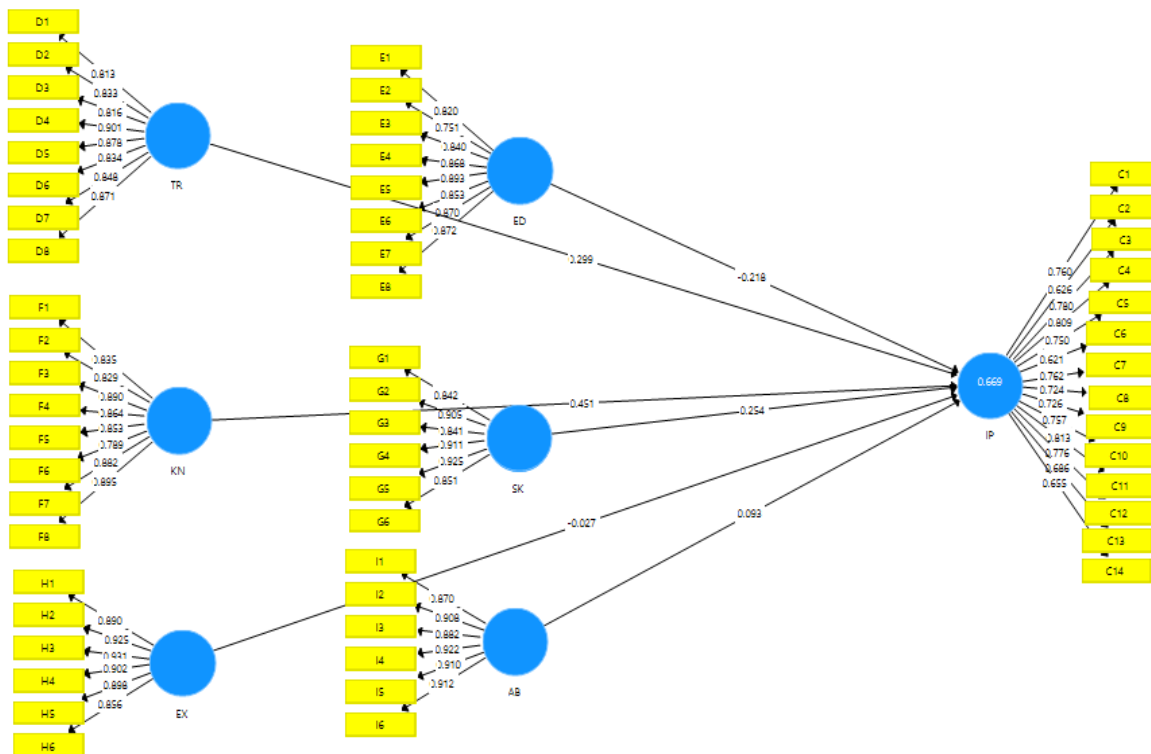 D1
D2
D3
D4
D5
D6
D7
D8
0.813
0.833
0.816
0.901
0.878
0.834
0.848
0.871
TR
E1
E2
E3
E4
E5
E6
E7
E8
0.820
0.751
0.840
0.868
0.893
0.853
0.870
0.872
ED
0.299
-0.218
F1
F2
F3
F4
F5
F6
F7
F8
0.835
0.829
0.890
0.864
0.853
0.789
0.882
0.895
KN
0.451
G1
G2
G3
G4
G5
G6
0.842
0.905
0.841
0.911
0.925
0.851
SK
0.254
H1
H2
H3
H4
H5
H6
0.890
0.925
0.931
0.902
0.898
0.856
EX
-0.027
I1
I2
I3
I4
I5
I6
0.870
0.908
0.882
0.922
0.910
0.912
AB
0.093
0.669
IP
0.760
0.626
0.780
0.809
0.750
0.621
0.762
0.724
0.726
0.757
0.813
0.776
0.686
0.655
C1
C2
C3
C4
C5
C6
C7
C8
C9
C10
C11
C12
C13
C14